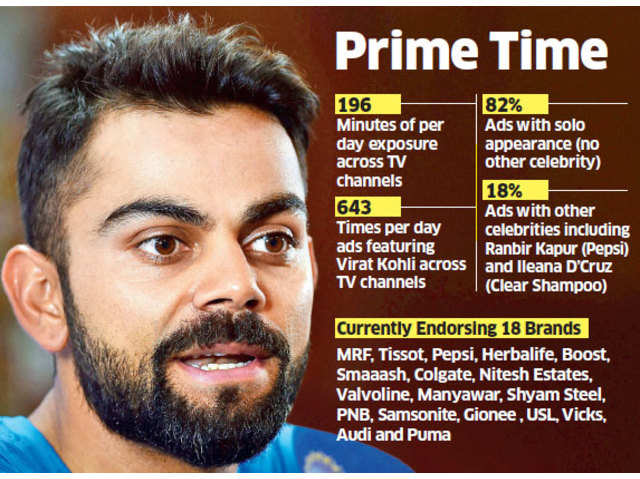 Prime Time
196
Minutes of per
day exposure
across TV
channels
643
Times per day
ads featuring
Virat Kohli across
TV channels
82%
Ads with solo
appearance (no
other celebrity)
18%
Ads with other
celebrities including
Ranbir Kapur (Pepsi)
and Ileana D'Cruz
(Clear Shampoo)
Currently Endorsing 18 Brands
MRF, Tissot, Pepsi, Herbalife, Boost,
Smaaash, Colgate, Nitesh Estates,
Valvoline, Manyawar, Shyam Steel,
PNB, Samsonite, Gionee , USL, Vicks,
Audi and Puma